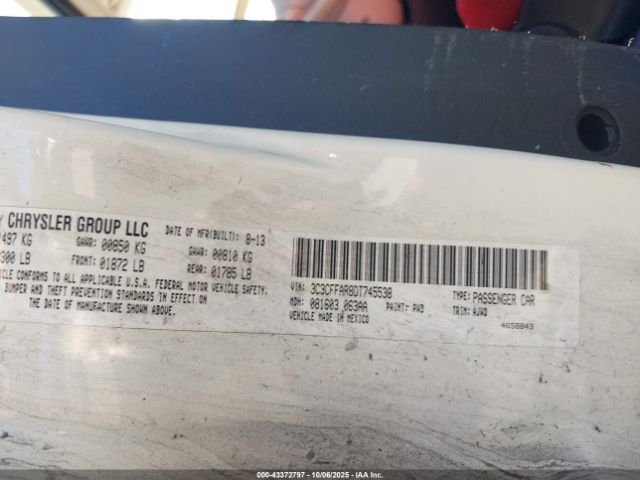 CHRYSLER GROUP LLC
DATE OF MFR(BUILT): 8-13
497 KG GAWR: 00850 KG GAWR: 00810 KG
300 LB FRONT: 01872 LB REAR: 01785 LB
CONFORMS TO ALL APPLICABLE U.S.A. FEDERAL MOTOR VEHICLE SAFETY,
BUMPER AND THEFT PREVENTION STANDARDS IN EFFECT ON
THE DATE OF MANUFACTURE SHOWN ABOVE.
VIN: 3C3CFFAR8DT745538 TYPE: PASSENGER CAR
MDH: 081603 063AA PAINT: PW3 TRIM: AJWD
VEHICLE MADE IN MEXICO 4658843
000-43372797 - 10/06/2025 - IAA Inc.